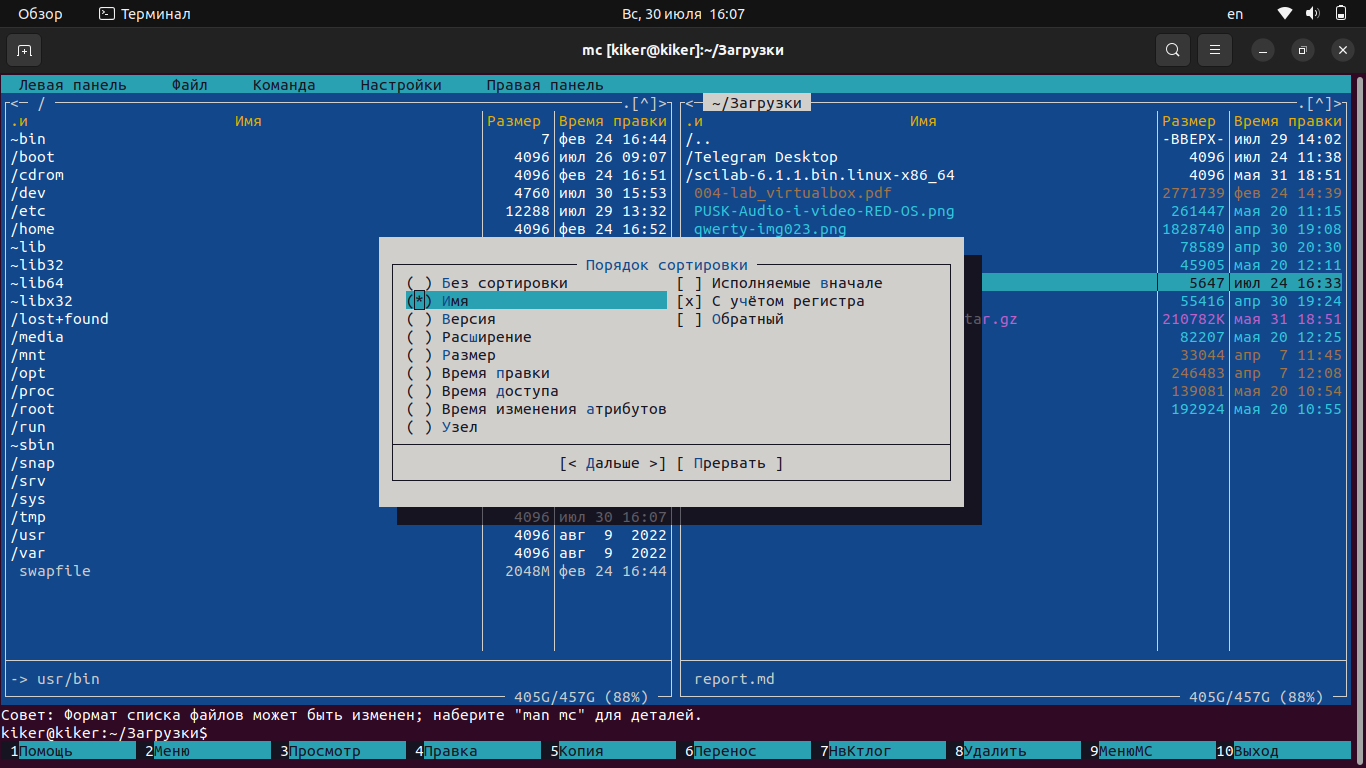 Обзор Терминал Вс, 30 июля 16:07 en
mc [kiker@kiker]:~/Загрузки
Левая панель Файл Команда Настройки Правая панель
<─ / .[^]> <─ ~/Загрузки .[^]>
.и Имя Размер Время правки .и Имя Размер Время правки
~bin 7 фев 24 16:44 /.. -ВВЕРХ- июл 29 14:02
/boot 4096 июл 26 09:07 /Telegram Desktop 4096 июл 24 11:38
/cdrom 4096 фев 24 16:51 /scilab-6.1.1.bin.linux-x86_64 4096 мая 31 18:51
/dev 4760 июл 30 15:53 004-lab_virtualbox.pdf 2771739 фев 24 14:39
/etc 12288 июл 29 13:32 PUSK-Audio-i-video-RED-OS.png 261447 мая 20 11:15
/home 4096 фев 24 16:52 qwerty-img023.png 1828740 апр 30 19:08
~lib 78589 апр 30 20:30
~lib32 Порядок сортировки 45905 мая 20 12:11
~lib64 ( ) Без сортировки [ ] Исполняемые вначале 5647 июл 24 16:33
~libx32 (*) Имя [x] С учётом регистра 55416 апр 30 19:24
/lost+found ( ) Версия [ ] Обратный tar.gz 210782K мая 31 18:51
/media ( ) Расширение 82207 мая 20 12:25
/mnt ( ) Размер 33044 апр 7 11:45
/opt ( ) Время правки 246483 апр 7 12:08
/proc ( ) Время доступа 139081 мая 20 10:54
/root ( ) Время изменения атрибутов 192924 мая 20 10:55
/run ( ) Узел
~sbin
/snap [< Дальше >] [ Прервать ]
/srv
/sys
/tmp 4096 июл 30 16:07
/usr 4096 авг 9 2022
/var 4096 авг 9 2022
swapfile 2048M фев 24 16:44
-> usr/bin report.md
405G/457G (88%) 405G/457G (88%)
Совет: Формат списка файлов может быть изменен; наберите "man mc" для деталей.
kiker@kiker:~/Загрузки$
1Помощь 2Меню 3Просмотр 4Правка 5Копия 6Перенос 7НвКтлог 8Удалить 9МенюMC 10Выход